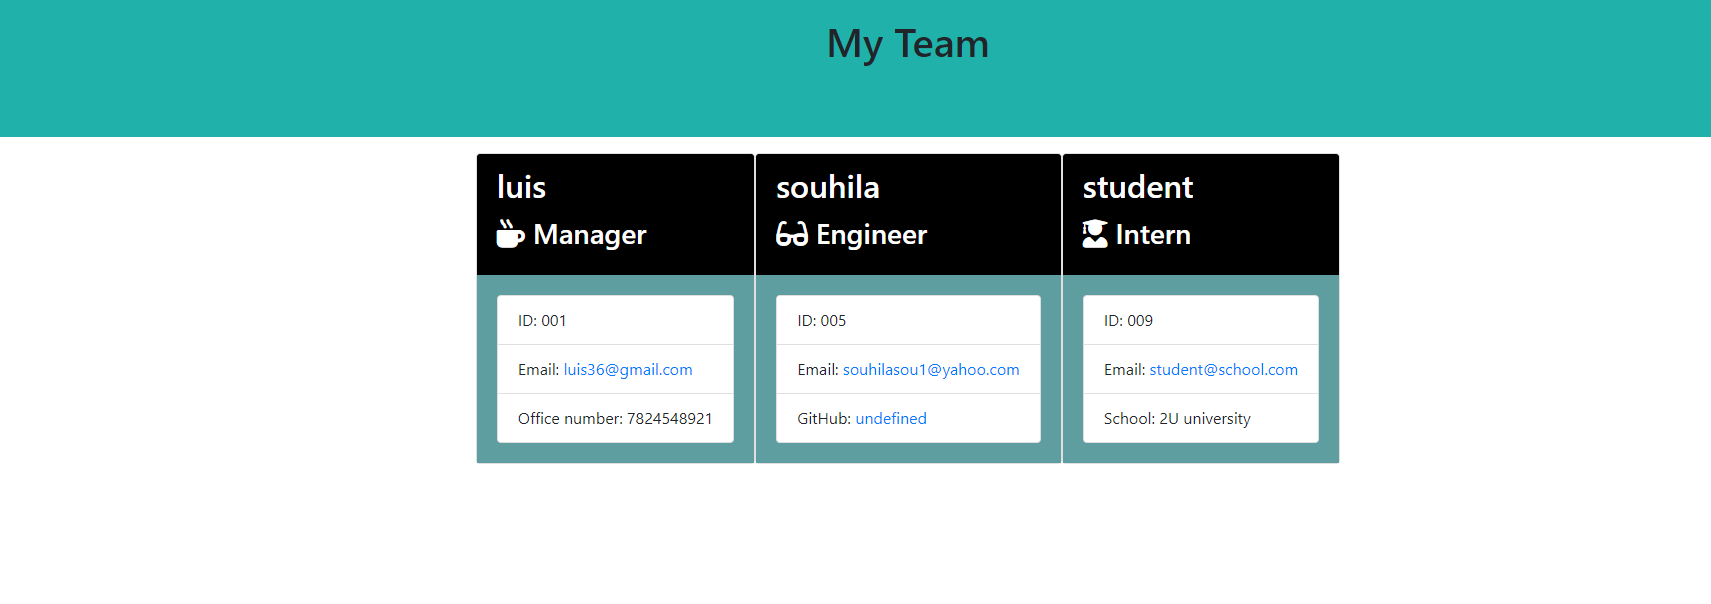 My Team
luis
Manager
ID: 001
Email: luis36@gmail.com
Office number: 7824548921
souhila
Engineer
ID: 005
Email: souhilasou1@yahoo.com
GitHub: undefined
student
Intern
ID: 009
Email: student@school.com
School: 2U university